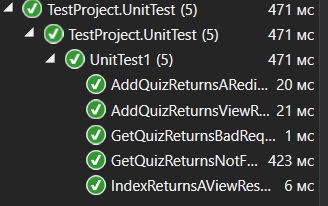 TestProject.UnitTest (5) 471 мс
TestProject.UnitTest (5) 471 мс
UnitTest1 (5) 471 мс
AddQuizReturnsARedi... 20 мс
AddQuizReturnsViewR... 21 мс
GetQuizReturnsBadReq... 1 мс
GetQuizReturnsNotF... 423 мс
IndexReturnsAViewRes... 6 мс